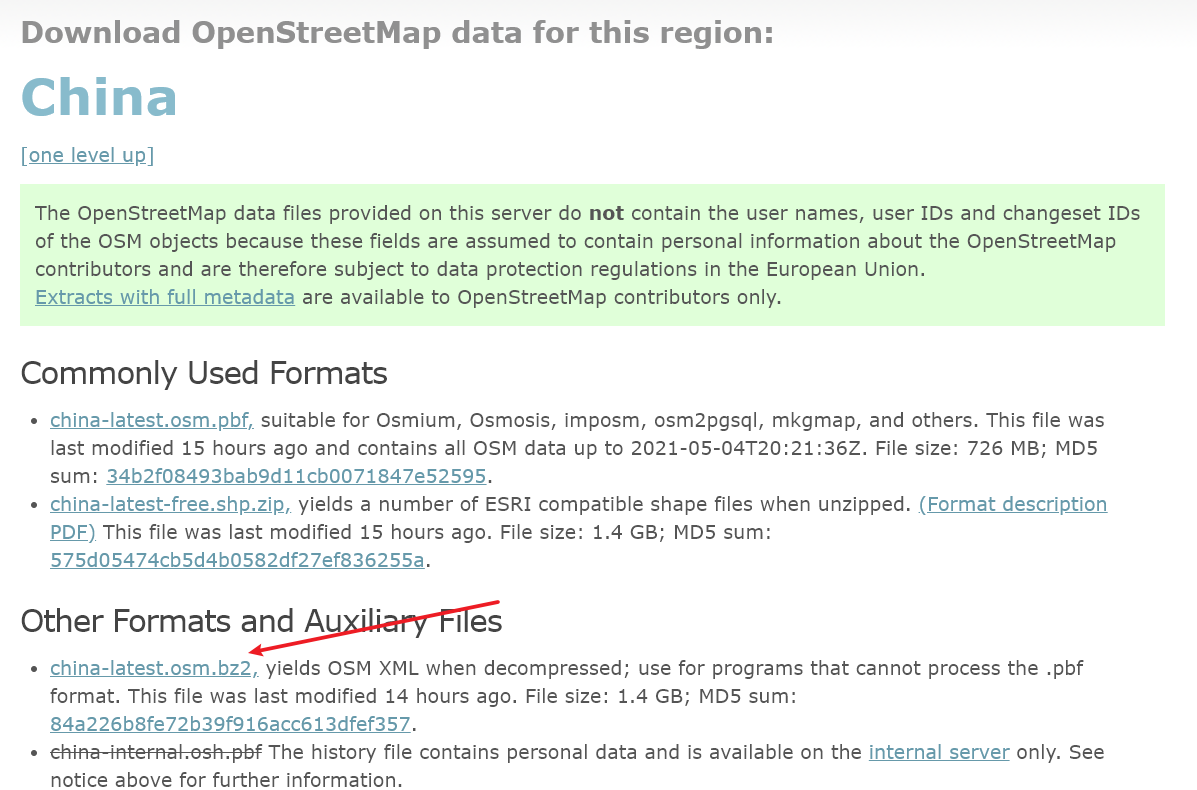 Download OpenStreetMap data for this region:
China
[one level up]
The OpenStreetMap data files provided on this server do not contain the user names, user IDs and changeset IDs
of the OSM objects because these fields are assumed to contain personal information about the OpenStreetMap
contributors and are therefore subject to data protection regulations in the European Union.
Extracts with full metadata are available to OpenStreetMap contributors only.
Commonly Used Formats
• china-latest.osm.pbf, suitable for Osmium, Osmosis, imposm, osm2pgsql, mkgmap, and others. This file was
last modified 15 hours ago and contains all OSM data up to 2021-05-04T20:21:36Z. File size: 726 MB; MD5
sum: 34b2f08493bab9d11cb0071847e52595.
• china-latest-free.shp.zip, yields a number of ESRI compatible shape files when unzipped. (Format description
PDF) This file was last modified 15 hours ago. File size: 1.4 GB; MD5 sum:
575d05474cb5d4b0582df27ef836255a.
Other Formats and Auxiliary Files
• china-latest.osm.bz2, yields OSM XML when decompressed; use for programs that cannot process the .pbf
format. This file was last modified 14 hours ago. File size: 1.4 GB; MD5 sum:
84a226b8fe72b39f916acc613dfef357.
• china-internal.osh.pbf The history file contains personal data and is available on the internal server only. See
notice above for further information.